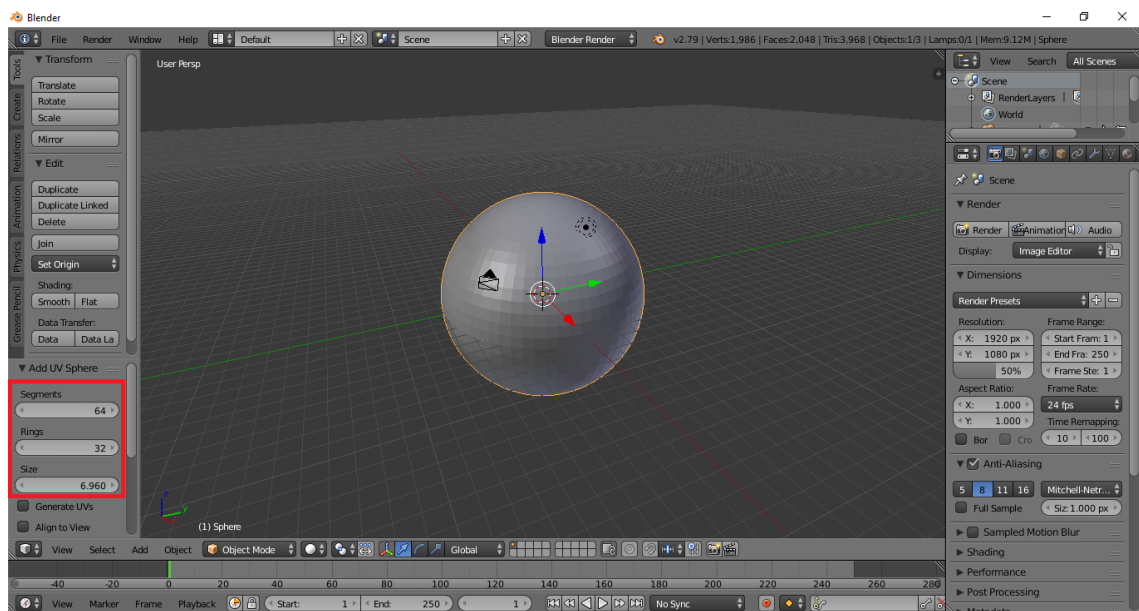 Blender
File Render Window Help Default Scene Blender Render v2.79 | Verts:1,986 | Faces:2,048 | Tris:3,968 | Objects:1/3 | Lamps:0/1 | Mem:9.12M | Sphere
Tools
Create
Relations
Animation
Physics
Grease Pencil
Transform
Translate
Rotate
Scale
Mirror
Edit
Duplicate
Duplicate Linked
Delete
Join
Set Origin
Shading:
Smooth Flat
Data Transfer:
Data Data La
Add UV Sphere
Segments
64
Rings
32
Size
6.960
Generate UVs
Align to View
User Persp
z
y
(1) Sphere
View Search All Scenes
Scene
RenderLayers |
World
Scene
Render
Render Animation Audio
Display: Image Editor
Dimensions
Render Presets
Resolution: Frame Range:
X: 1920 px Start Fram: 1
Y: 1080 px End Fra: 250
50% Frame Ste: 1
Aspect Ratio: Frame Rate:
X: 1.000 24 fps
Y: 1.000 Time Remapping:
Bor Cro 10 100
Anti-Aliasing
5 8 11 16 Mitchell-Netr...
Full Sample Siz: 1.000 px
Sampled Motion Blur
Shading
Performance
Post Processing
View Select Add Object Object Mode Global
-40 -20 0 20 40 60 80 100 120 140 160 180 200 220 240 260 280
View Marker Frame Playback Start: 1 End: 250 1 No Sync